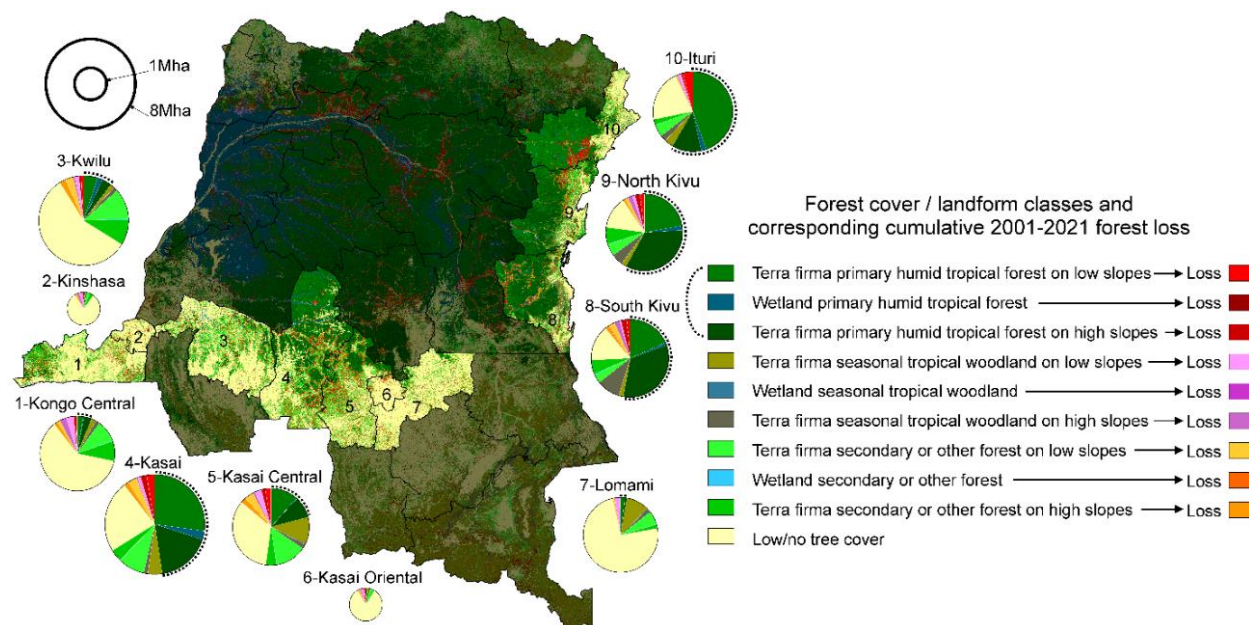 1Mha
8Mha
3-Kwilu
2-Kinshasa
1-Kongo Central
4-Kasai
5-Kasai Central
6-Kasai Oriental
7-Lomami
8-South Kivu
9-North Kivu
10-Ituri
1
2
3
4
5
6
7
8
9
10
Forest cover / landform classes and
corresponding cumulative 2001-2021 forest loss
Terra firma primary humid tropical forest on low slopes Loss
Wetland primary humid tropical forest Loss
Terra firma primary humid tropical forest on high slopes Loss
Terra firma seasonal tropical woodland on low slopes Loss
Wetland seasonal tropical woodland Loss
Terra firma seasonal tropical woodland on high slopes Loss
Terra firma secondary or other forest on low slopes Loss
Wetland secondary or other forest Loss
Terra firma secondary or other forest on high slopes Loss
Low/no tree cover